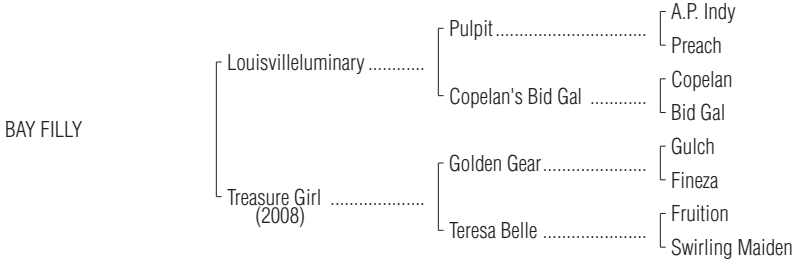 A.P. Indy
Pulpit
Preach
Louisvilleluminary
Copelan
Copelan's Bid Gal
Bid Gal
BAY FILLY
Gulch
Golden Gear
Fineza
Treasure Girl
(2008)
Fruition
Teresa Belle
Swirling Maiden